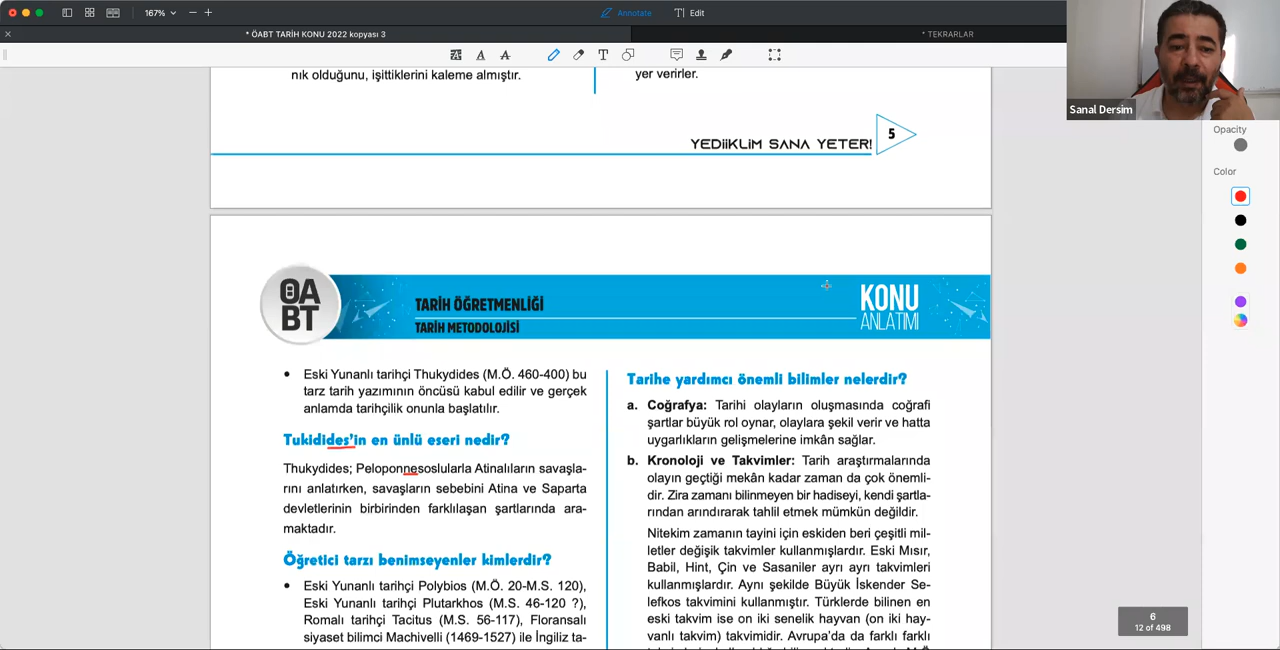 167%
Annotate
Edit
* ÖABT TARİH KONU 2022 kopyası 3
* TEKRARLAR
Sanal Dersim
Opacity
Color
nık olduğunu, işittiklerini kaleme almıştır.
yer verirler.
YEDiiKLiM SANA YETER!
5
ÖA
BT
TARİH ÖĞRETMENLİĞİ
TARİH METODOLOJİSİ
KONU
ANLATIMI
• Eski Yunanlı tarihçi Thukydides (M.Ö. 460-400) bu
tarz tarih yazımının öncüsü kabul edilir ve gerçek
anlamda tarihçilik onunla başlatılır.
Tukidides’in en ünlü eseri nedir?
Thukydides; Peloponnesoslularla Atinalıların savaşla-
rını anlatırken, savaşların sebebini Atina ve Saparta
devletlerinin birbirinden farklılaşan şartlarında ara-
maktadır.
Öğretici tarzı benimseyenler kimlerdir?
• Eski Yunanlı tarihçi Polybios (M.Ö. 20-M.S. 120),
Eski Yunanlı tarihçi Plutarkhos (M.S. 46-120 ?),
Romalı tarihçi Tacitus (M.S. 56-117), Floransalı
siyaset bilimci Machivelli (1469-1527) ile İngiliz ta-
Tarihe yardımcı önemli bilimler nelerdir?
a. Coğrafya: Tarihi olayların oluşmasında coğrafi
şartlar büyük rol oynar, olaylara şekil verir ve hatta
uygarlıkların gelişmelerine imkân sağlar.
b. Kronoloji ve Takvimler: Tarih araştırmalarında
olayın geçtiği mekân kadar zaman da çok önemli-
dir. Zira zamanı bilinmeyen bir hadiseyi, kendi şartla-
rından arındırarak tahlil etmek mümkün değildir.
Nitekim zamanın tayini için eskiden beri çeşitli mil-
letler değişik takvimler kullanmışlardır. Eski Mısır,
Babil, Hint, Çin ve Sasaniler ayrı ayrı takvimleri
kullanmışlardır. Aynı şekilde Büyük İskender Se-
lefkos takvimini kullanmıştır. Türklerde bilinen en
eski takvim ise on iki senelik hayvan (on iki hay-
vanlı takvim) takvimidir. Avrupa’da da farklı farklı
6
12 of 498